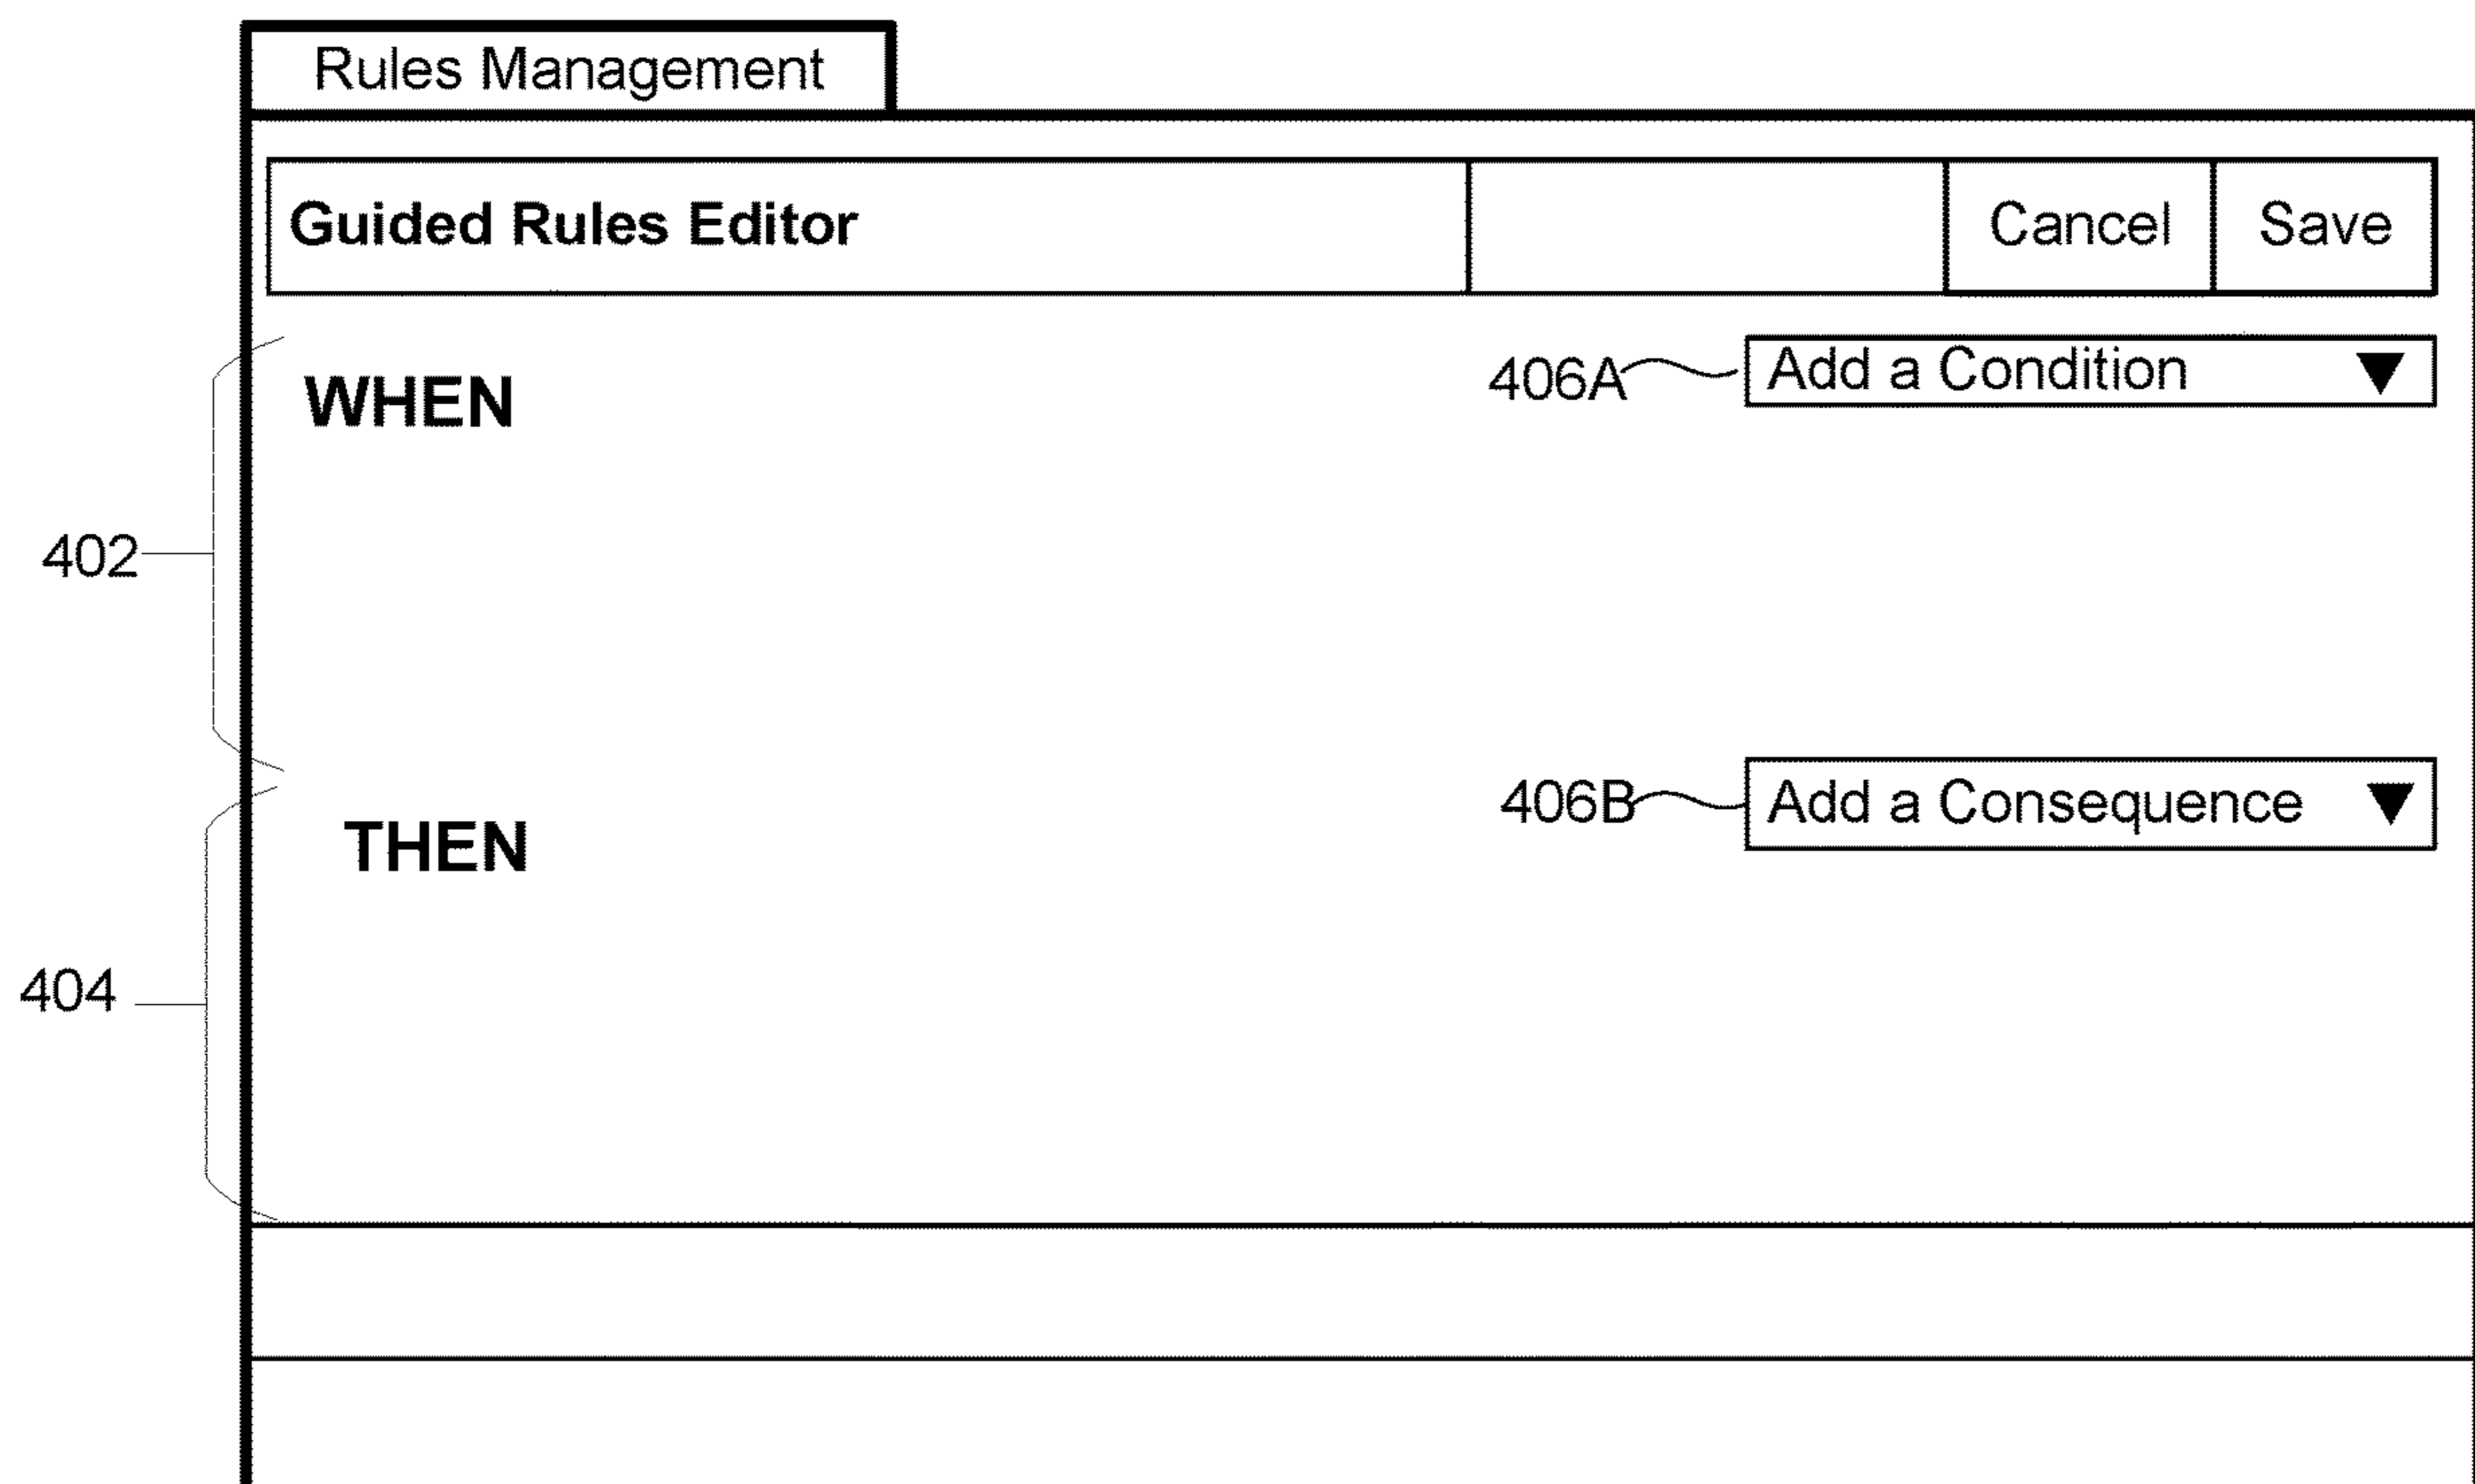 Rules Management
Guided Rules Editor
Cancel
Save
WHEN
406A
Add a Condition
402
406B
Add a Consequence
THEN
404